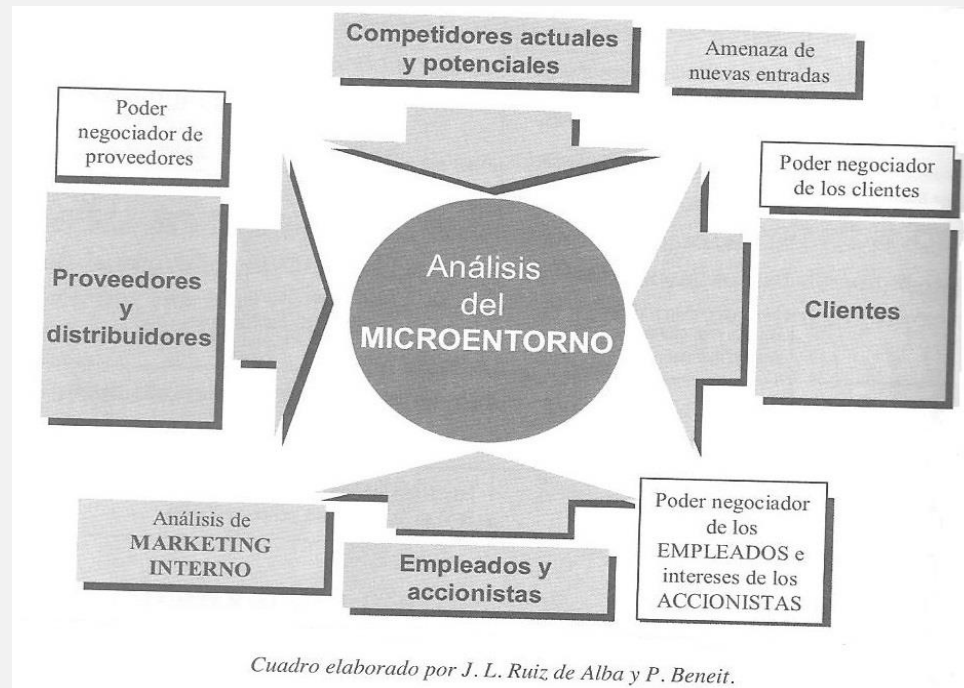 Competidores actuales
y potenciales
Amenaza de
nuevas entradas
Poder
negociador de
proveedores
Proveedores
y
distribuidores
Análisis
del
MICROENTORNO
Poder negociador
de los clientes
Clientes
Análisis de
MARKETING
INTERNO
Empleados y
accionistas
Poder negociador
de los
EMPLEADOS e
intereses de los
ACCIONISTAS
Cuadro elaborado por J. L. Ruiz de Alba y P. Beneit.